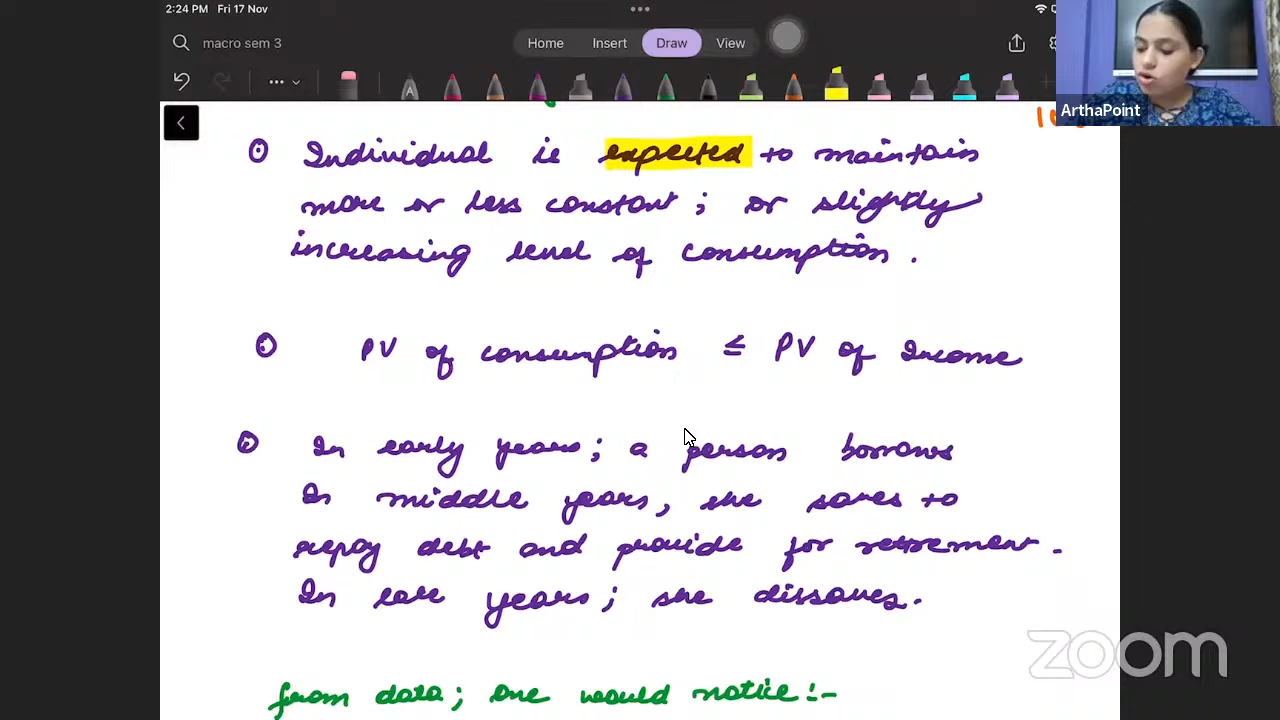 2:24 PM Fri 17 Nov
macro sem 3
Home Insert Draw View
A
ArthaPoint
Individual is expected to maintain
more or less constant; or slightly
increasing level of consumption.
PV of consumption ≤ PV of Income
In early years; a person borrows
In middle years, she saves to
repay debt and provide for retirement.
In late years; she dissaves.
from data; one would notice:-
zoom